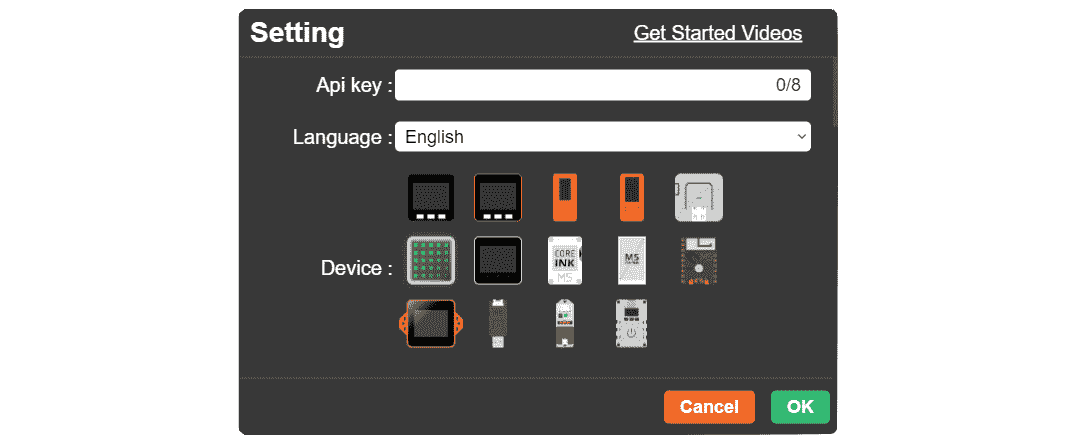 Setting
Get Started Videos
Api key :
0/8
Language :
English
Device :
CORE
INK
M5
M5
Cancel
OK